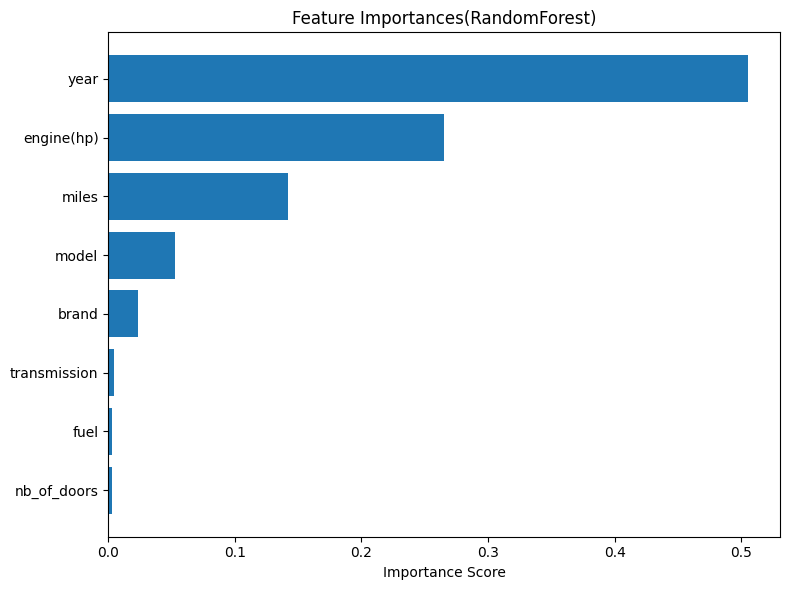 Feature Importances(RandomForest)
year
engine(hp)
miles
model
brand
transmission
fuel
nb_of_doors
0.0 0.1 0.2 0.3 0.4 0.5
Importance Score